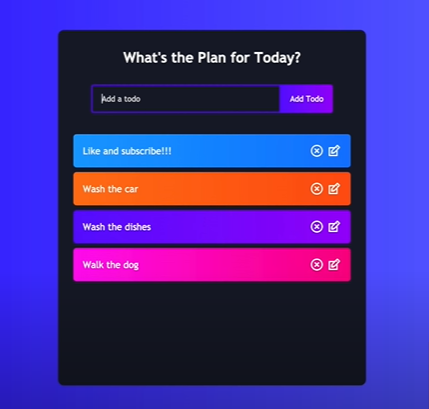 What's the Plan for Today?
Add a todo
Add Todo
Like and subscribe!!!
Wash the car
Wash the dishes
Walk the dog